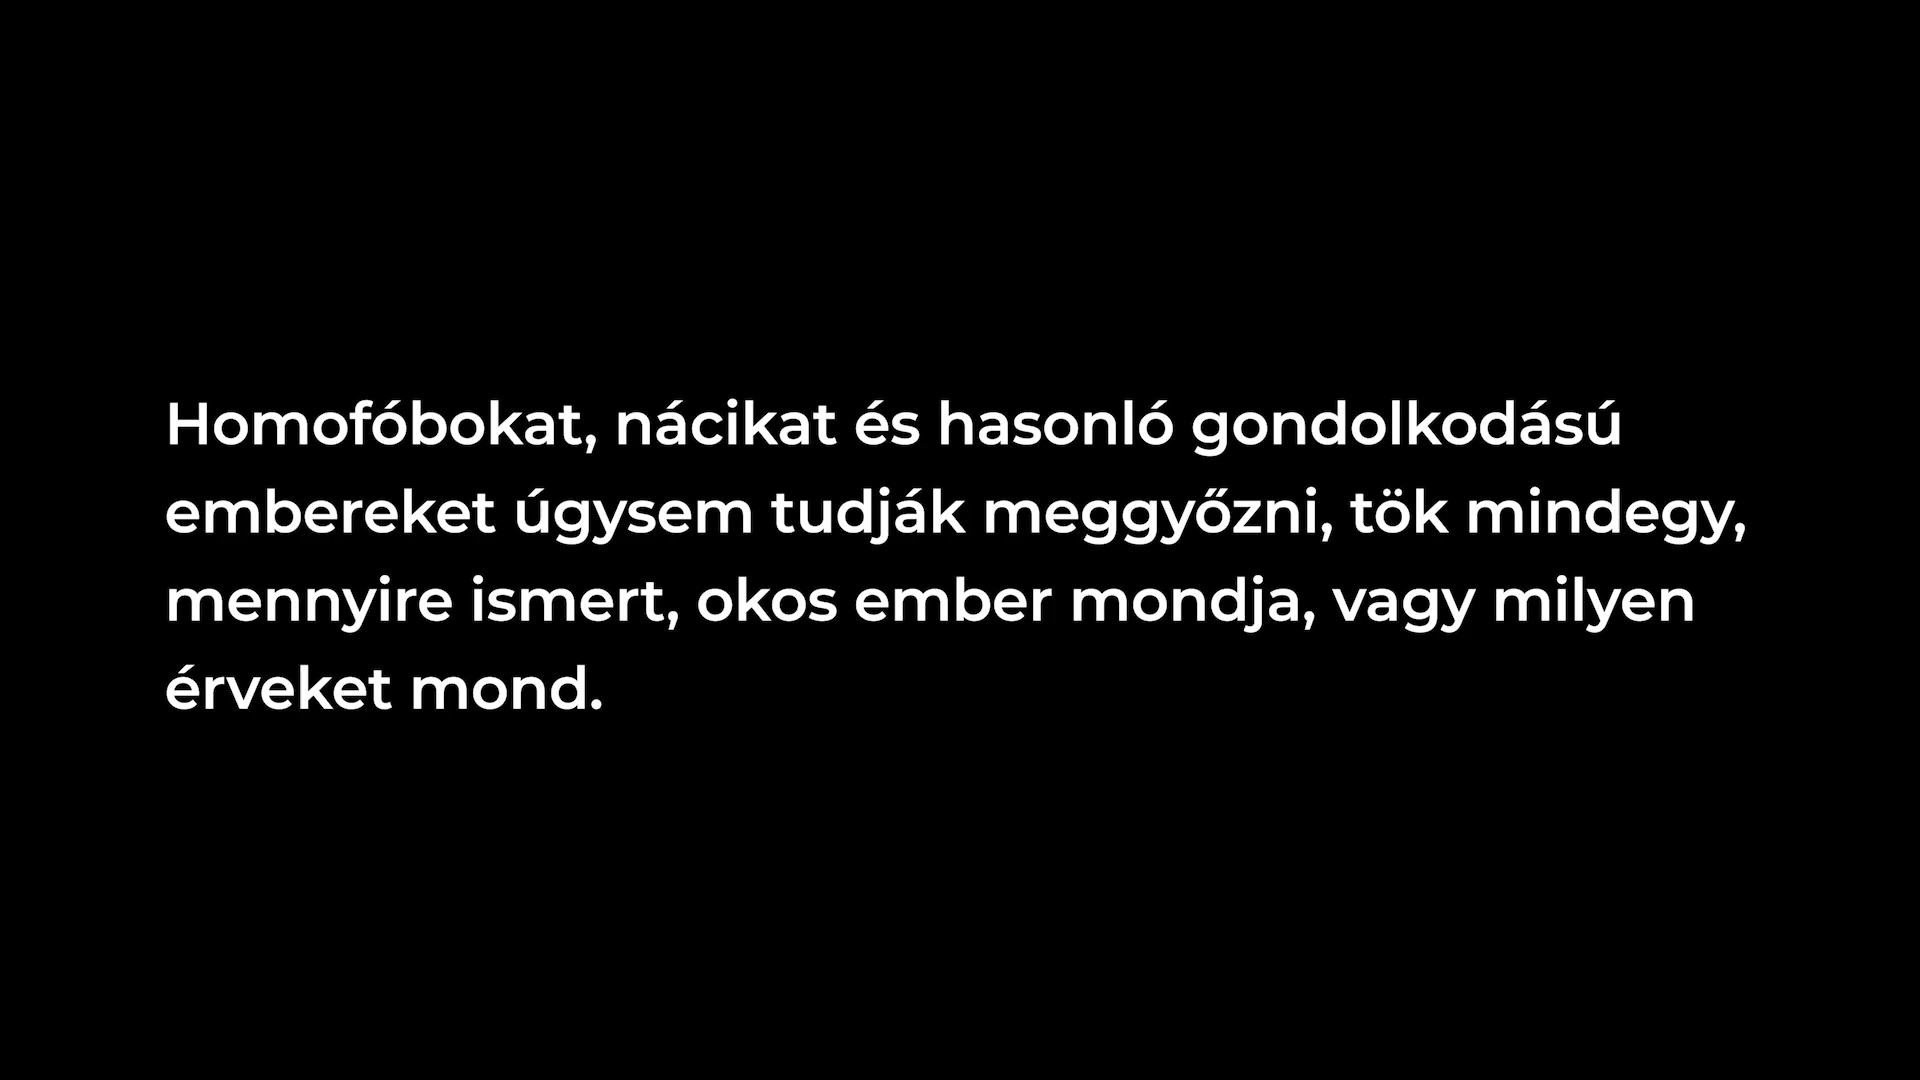 Homofóbokat, nácikat és hasonló gondolkodású
embereket úgysem tudják meggyőzni, tök mindegy,
mennyire ismert, okos ember mondja, vagy milyen
érveket mond.